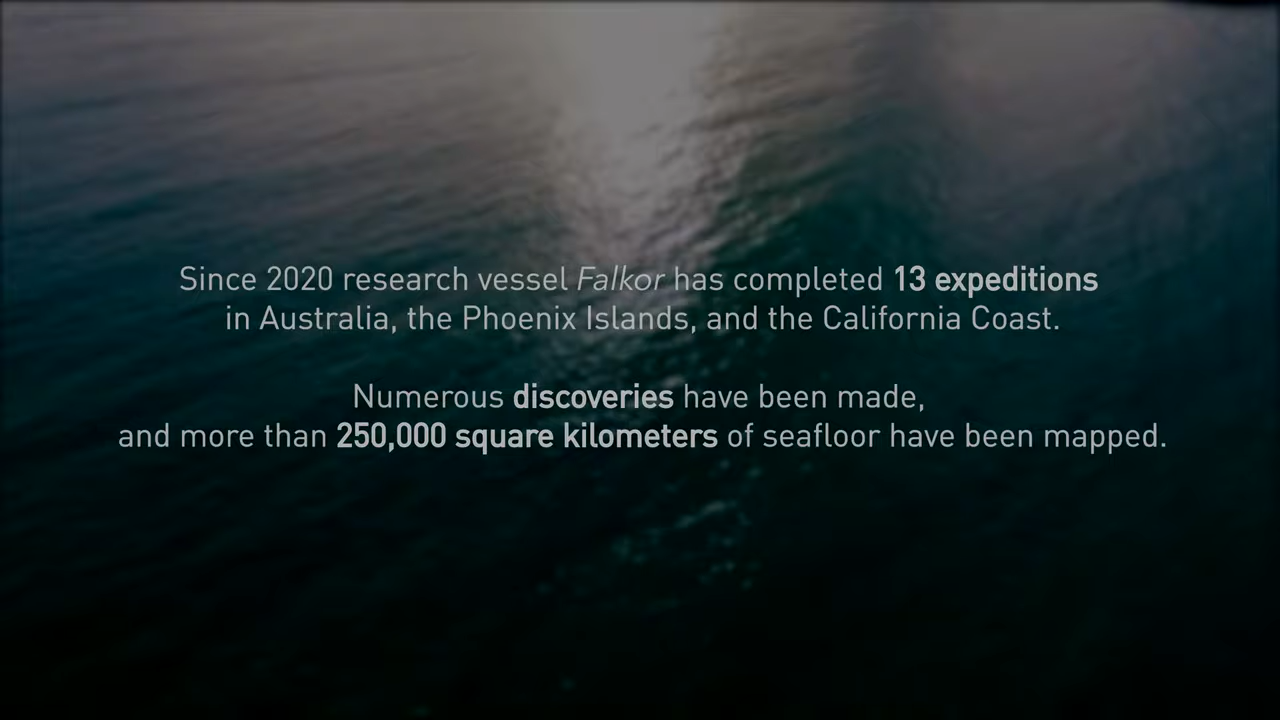 Since 2020 research vessel Falkor has completed 13 expeditions
in Australia, the Phoenix Islands, and the California Coast.
Numerous discoveries have been made,
and more than 250,000 square kilometers of seafloor have been mapped.